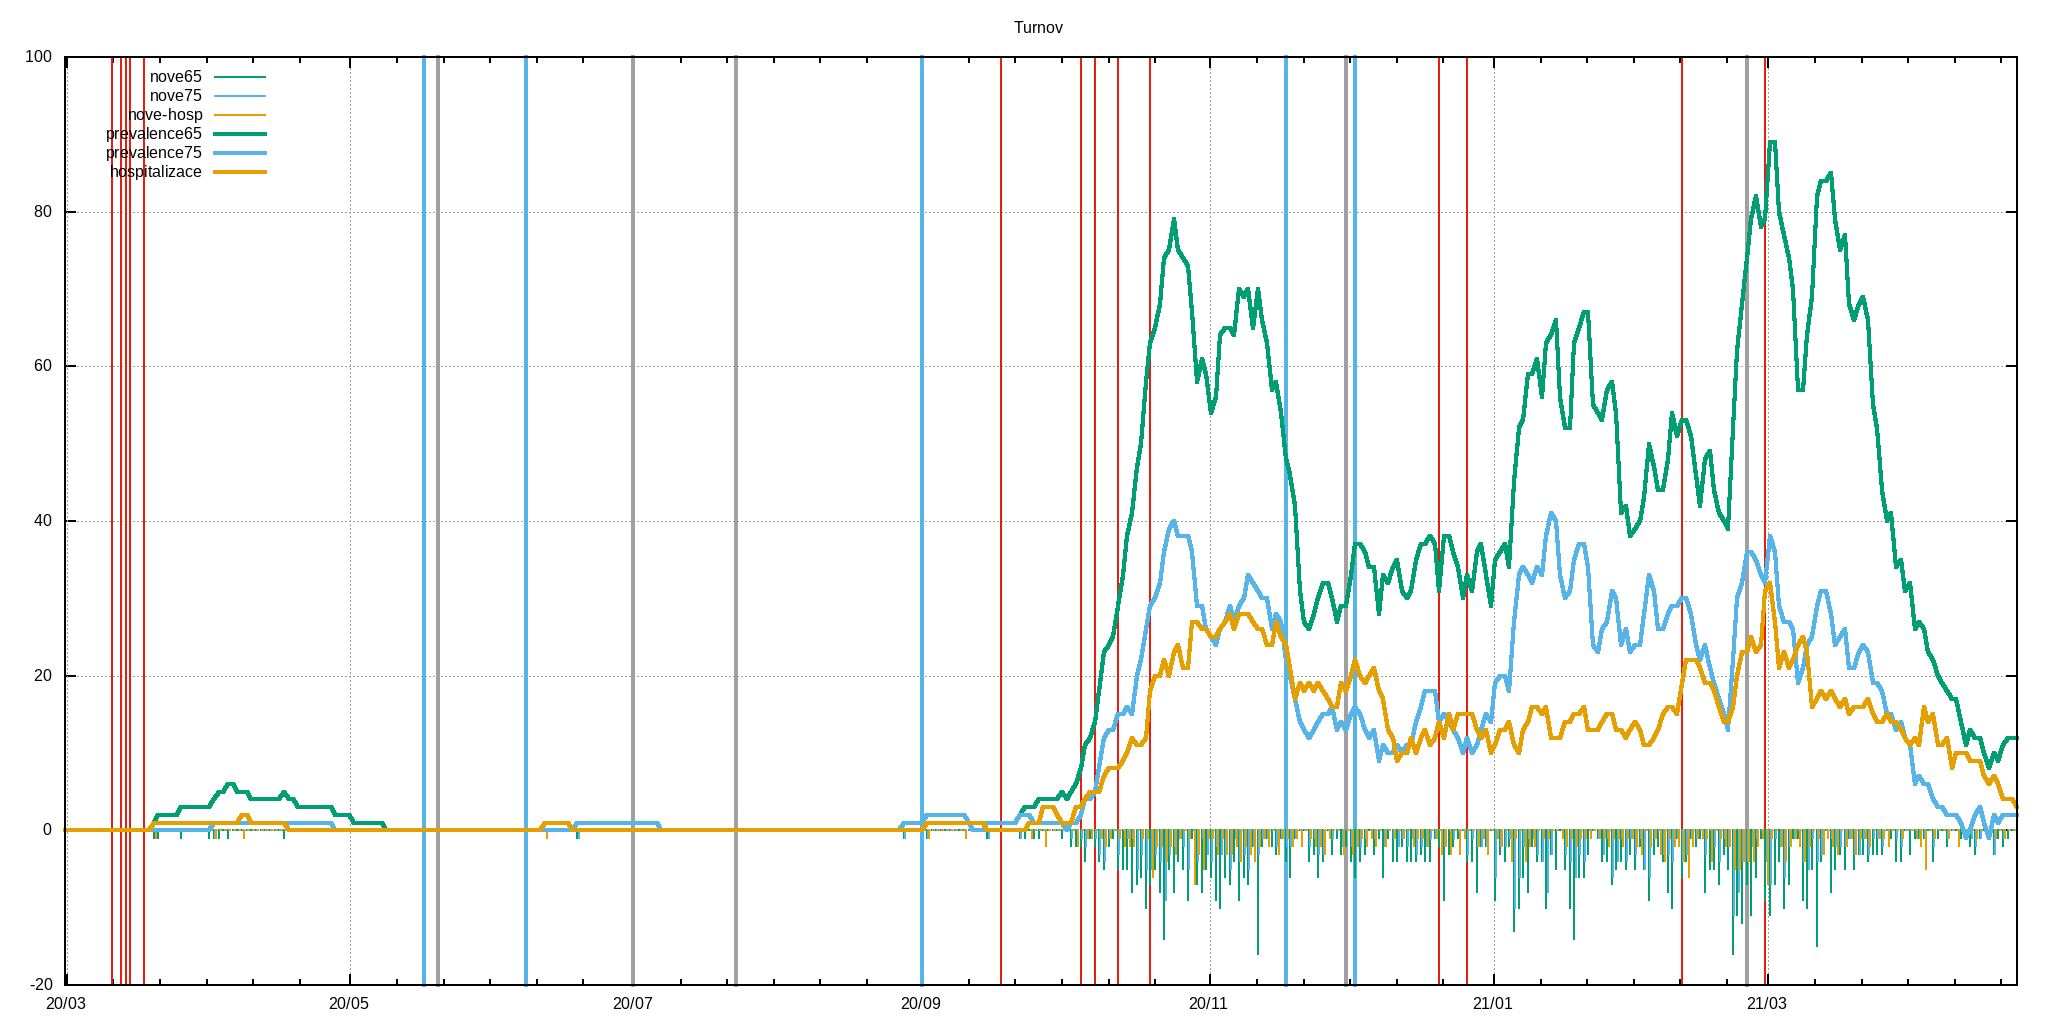 Turnov
100
nove65
nove75
nove-hosp
prevalence65
prevalence75
hospitalizace
80
60
40
20
0
-20
20/03 20/05 20/07 20/09 20/11 21/01 21/03